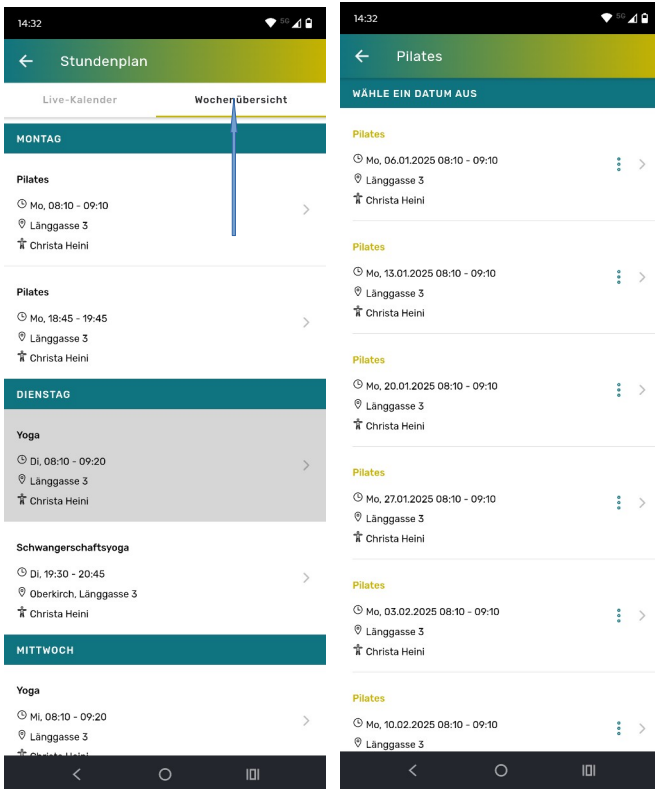 14:32
5G
Stundenplan
Live-Kalender
Wochenübersicht
MONTAG
Pilates
Mo, 08:10 - 09:10
Länggasse 3
Christa Heini
Pilates
Mo, 18:45 - 19:45
Länggasse 3
Christa Heini
DIENSTAG
Yoga
Di, 08:10 - 09:20
Länggasse 3
Christa Heini
Schwangerschaftsyoga
Di, 19:30 - 20:45
Oberkirch, Länggasse 3
Christa Heini
MITTWOCH
Yoga
Mi, 08:10 - 09:20
Länggasse 3
Christa Heini
14:32
5G
Pilates
WÄHLE EIN DATUM AUS
Pilates
Mo, 06.01.2025 08:10 - 09:10
Länggasse 3
Christa Heini
Pilates
Mo, 13.01.2025 08:10 - 09:10
Länggasse 3
Christa Heini
Pilates
Mo, 20.01.2025 08:10 - 09:10
Länggasse 3
Christa Heini
Pilates
Mo, 27.01.2025 08:10 - 09:10
Länggasse 3
Christa Heini
Pilates
Mo, 03.02.2025 08:10 - 09:10
Länggasse 3
Christa Heini
Pilates
Mo, 10.02.2025 08:10 - 09:10
Länggasse 3